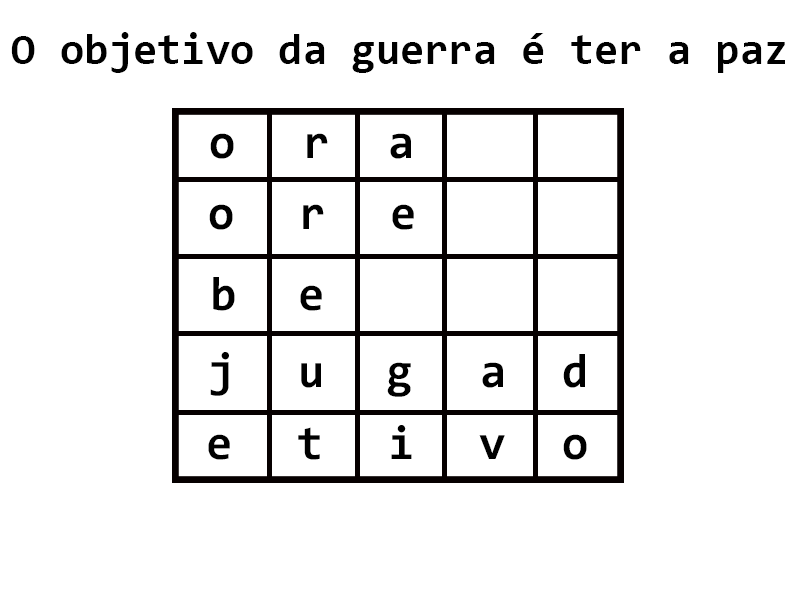 O objetivo da guerra é ter a paz
o r a
o r e
b e
j u g a d
e t i v o